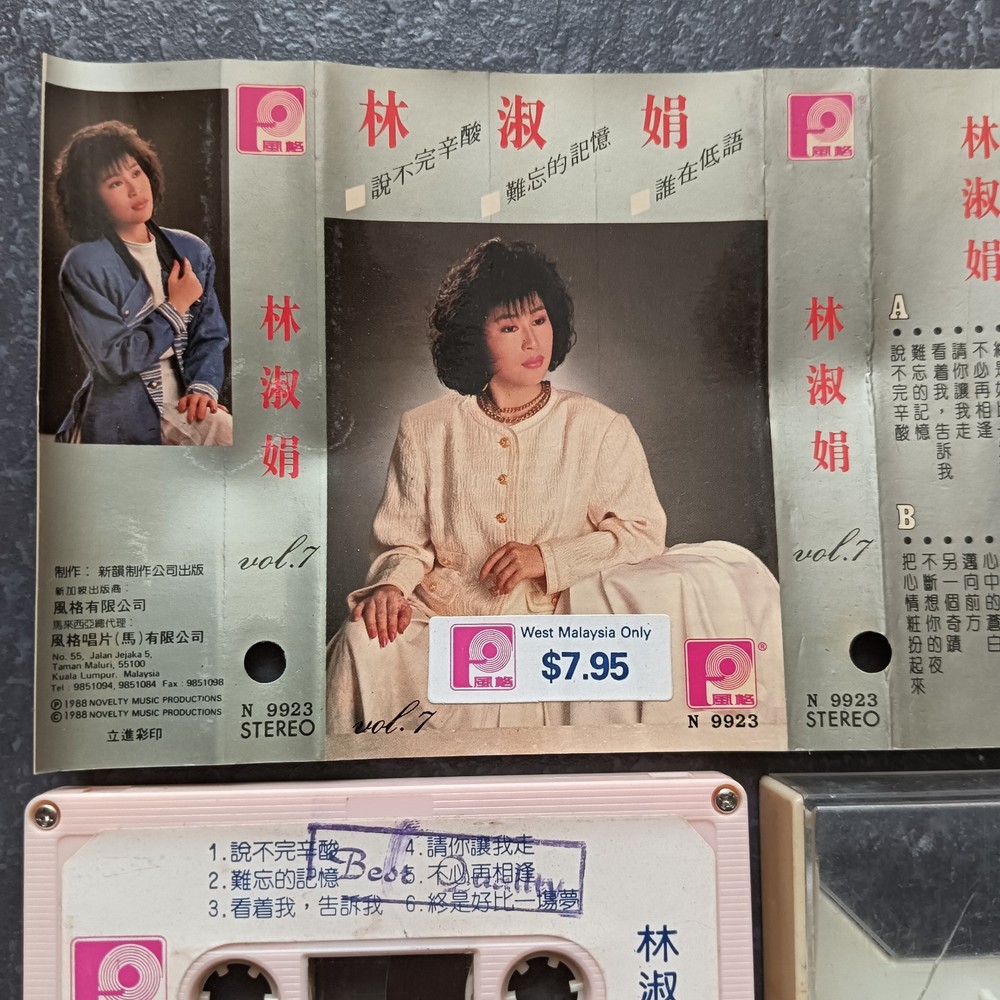 風格
林淑娟
vol.7
制作：新韻制作公司出版
新加坡出版商：
風格有限公司
馬來西亞總代理：
風格唱片(馬)有限公司
No. 55, Jalan Jejaka 5,
Taman Maluri, 55100
Kuala Lumpur, Malaysia
Tel : 9851094, 9851084 Fax : 9851098
Ⓟ 1988 NOVELTY MUSIC PRODUCTIONS
© 1988 NOVELTY MUSIC PRODUCTIONS
立進彩印
N 9923
STEREO
林淑娟
說不完辛酸
難忘的記憶
誰在低語
風格
West Malaysia Only
$7.95
風格
®
vol.7
N 9923
風格
林淑娟
vol.7
N 9923
STEREO
林淑娟
A
說不完辛酸
難忘的記憶
看着我，告訴我
請你讓我走
不必再相逢
B
把心情粧扮起來
不斷想你的夜
另一個奇蹟
邁向前方
心中的蒼白
1.說不完辛酸
2.難忘的記憶
3.看着我，告訴我
4.請你讓我走
5.不必再相逢
6.終是好比一場夢
Best Quality
林淑